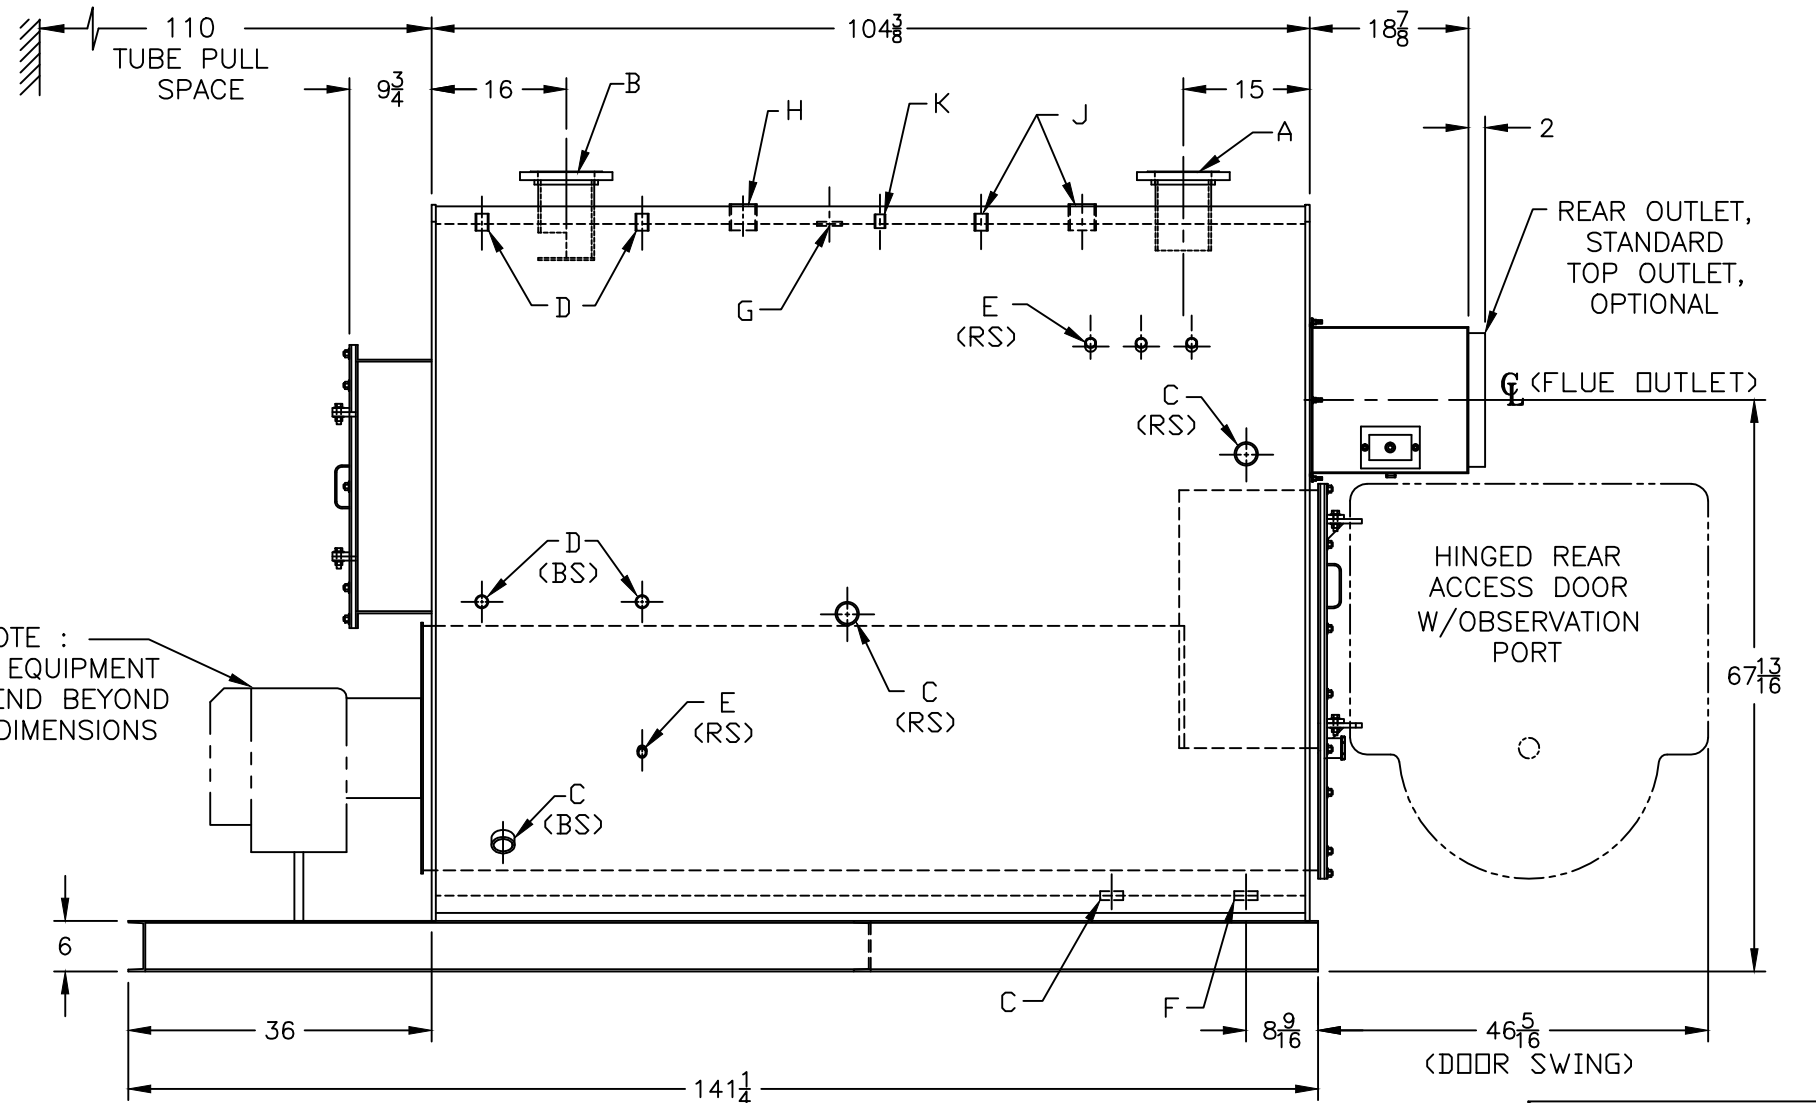 110
TUBE PULL
SPACE
104 3/8
18 7/8
9 3/4
16
B
H
K
J
15
A
2
REAR OUTLET,
STANDARD
TOP OUTLET,
OPTIONAL
D
G
E
(RS)
C
(RS)
℄ (FLUE OUTLET)
D
(BS)
HINGED REAR
ACCESS DOOR
W/OBSERVATION
PORT
OTE :
EQUIPMENT
END BEYOND
DIMENSIONS
E
(RS)
C
(RS)
67 13/16
C
(BS)
6
C
F
36
8 9/16
46 5/16
(DOOR SWING)
141 1/4